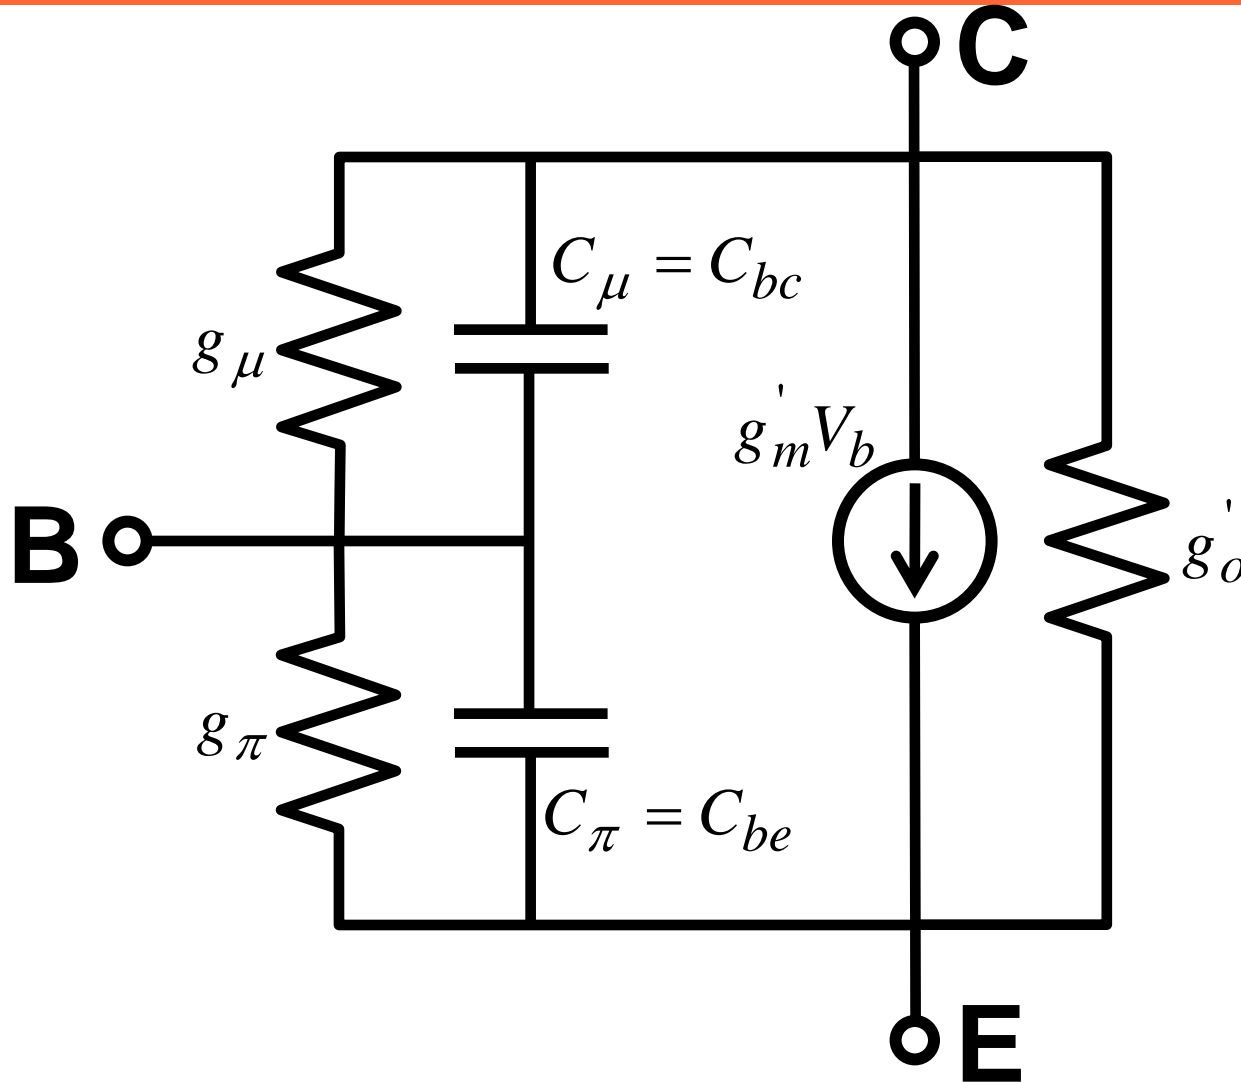 C
C_μ = C_bc
g_μ
g'_m V_b
B
g'_o
g_π
C_π = C_be
E